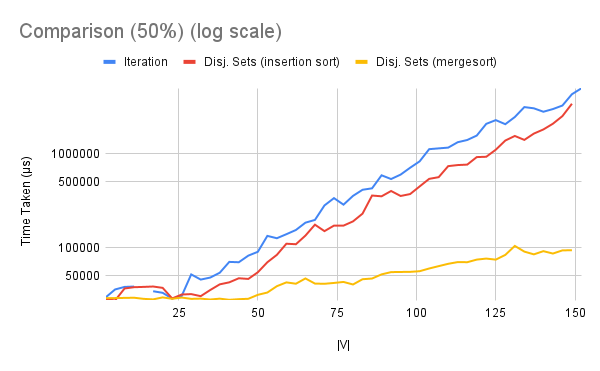 Comparison (50%) (log scale)
Iteration Disj. Sets (insertion sort) Disj. Sets (mergesort)
Time Taken (µs)
1000000
500000
100000
50000
25 50 75 100 125 150
|V|